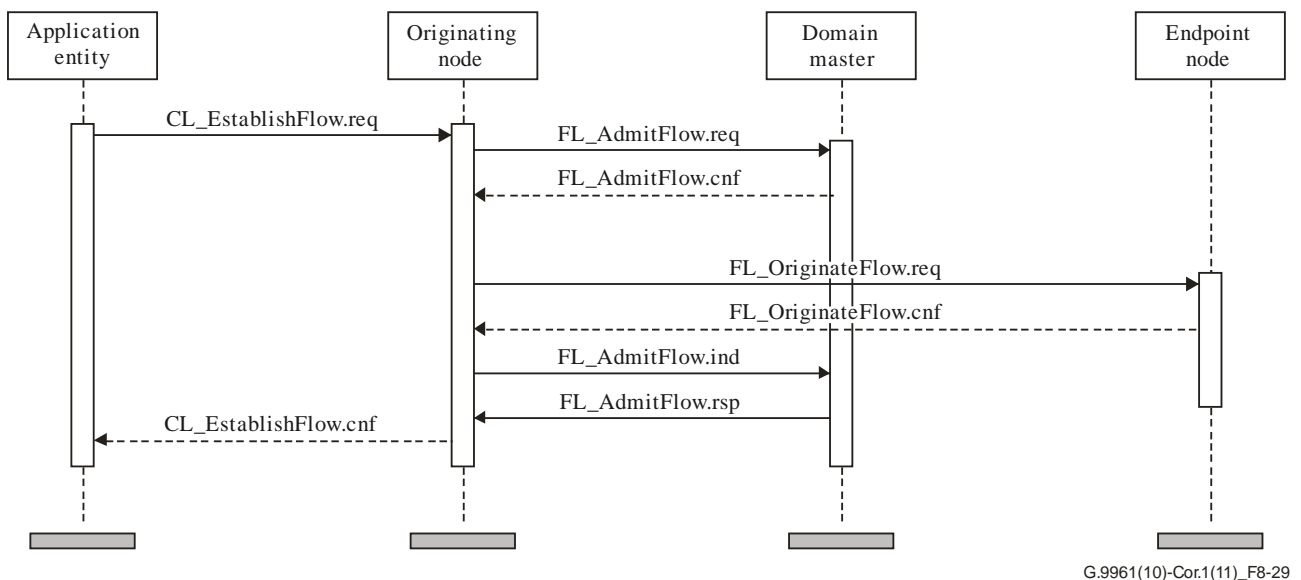 Application
entity
Originating
node
Domain
master
Endpoint
node
CL_EstablishFlow.req
FL_AdmitFlow.req
FL_AdmitFlow.cnf
FL_OriginateFlow.req
FL_OriginateFlow.cnf
FL_AdmitFlow.ind
FL_AdmitFlow.rsp
CL_EstablishFlow.cnf
G.9961(10)-Cor.1(11)_F8-29